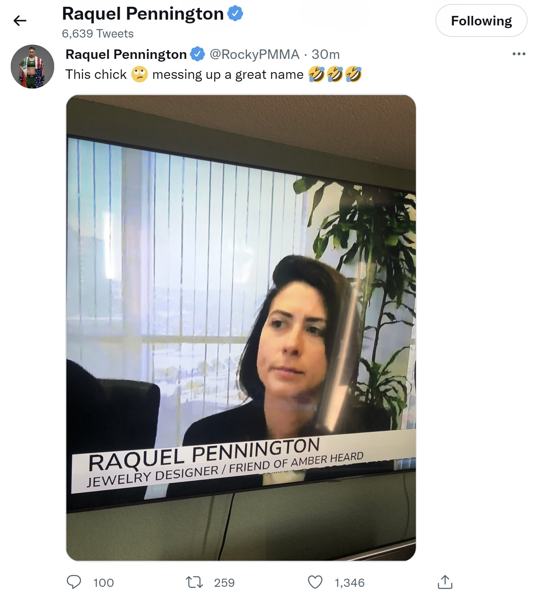 Raquel Pennington
6,639 Tweets
Following
Raquel Pennington @RockyPMMA · 30m
This chick 🙄 messing up a great name 🤣🤣🤣
RAQUEL PENNINGTON
JEWELRY DESIGNER / FRIEND OF AMBER HEARD
100 259 1,346